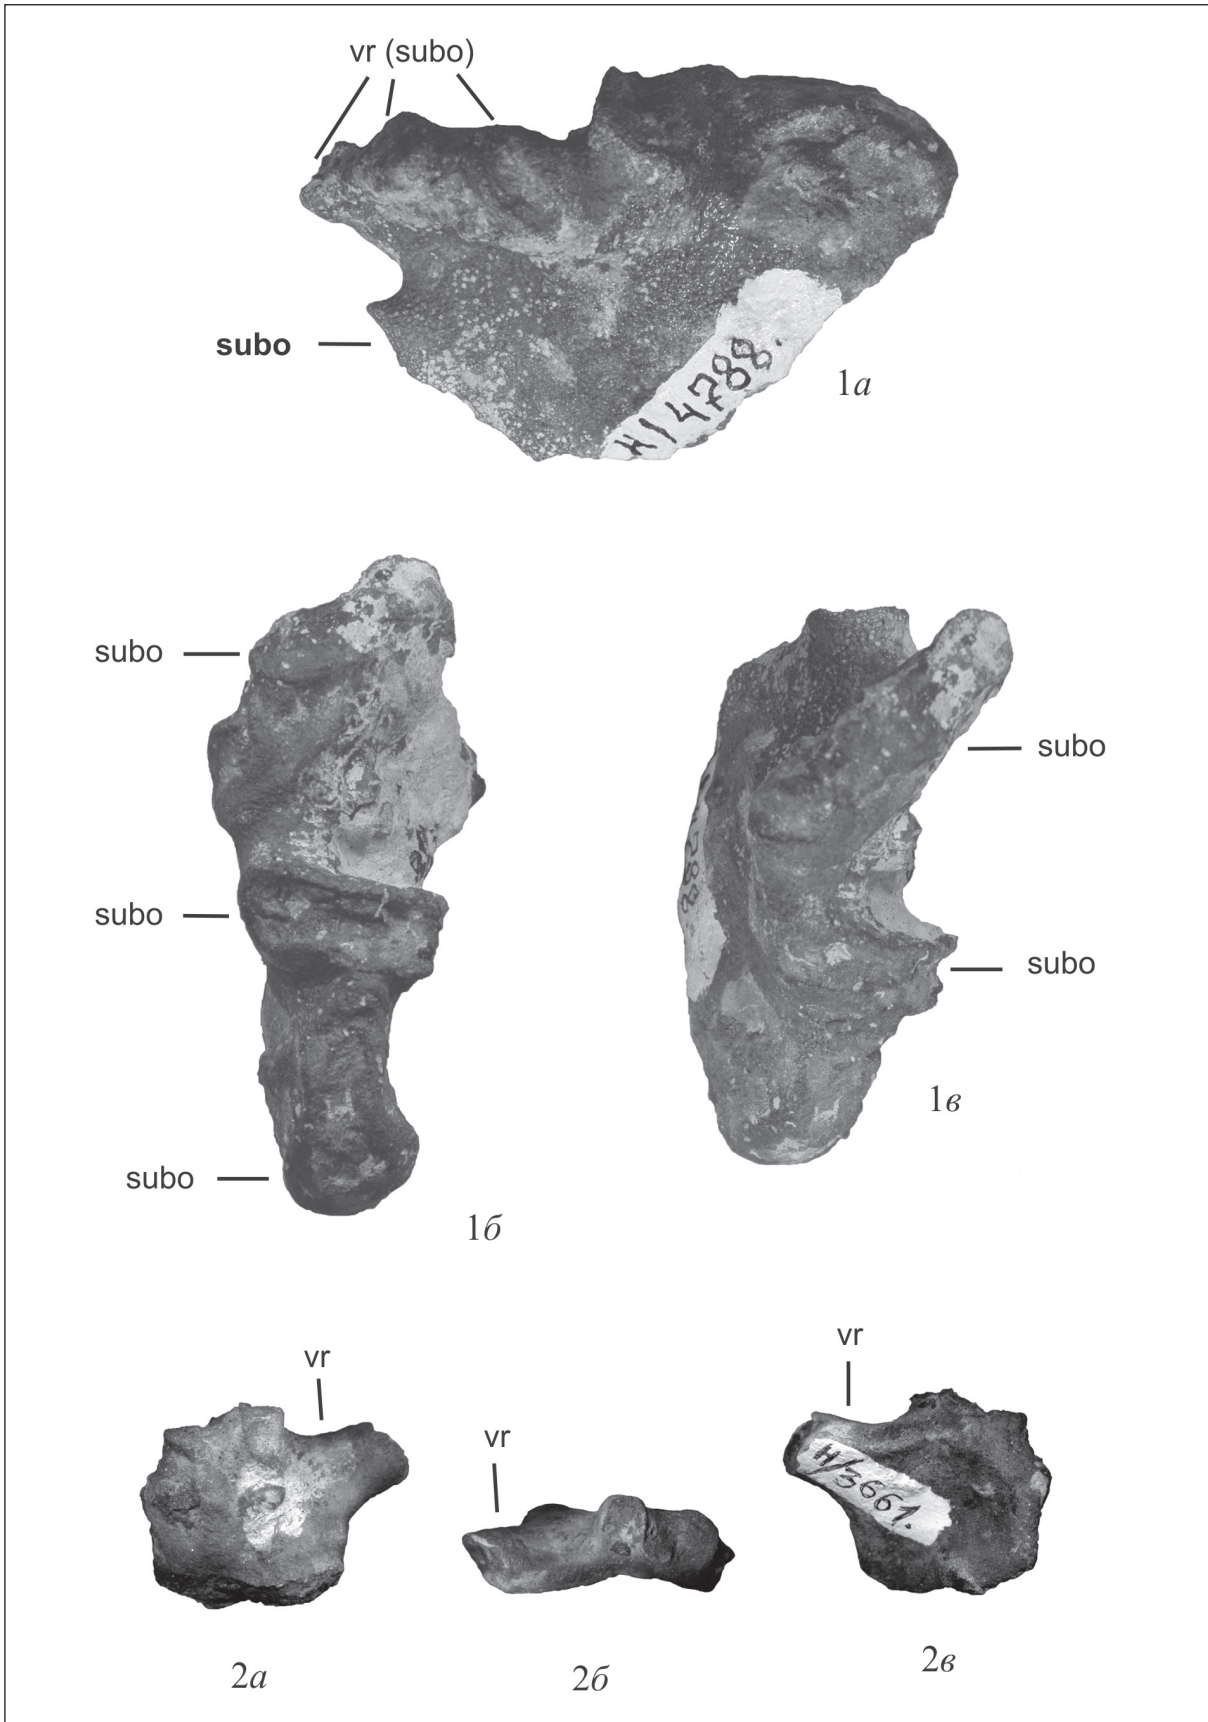 vr (subo)
subo
H/4788.
1а
subo
subo
subo
1б
subo
subo
1в
vr
2а
vr
2б
vr
H/3661.
2в